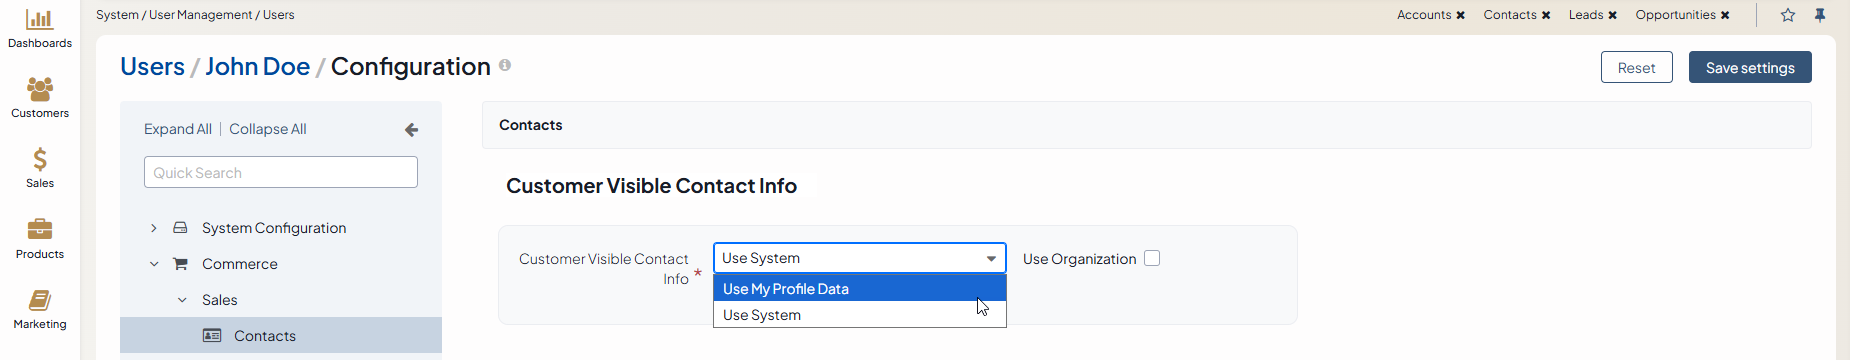 Dashboards
Customers
Sales
Products
Marketing
System / User Management / Users
Accounts ✖ Contacts ✖ Leads ✖ Opportunities ✖
Users / John Doe / Configuration
Reset
Save settings
Expand All | Collapse All
Quick Search
System Configuration
Commerce
Sales
Contacts
Contacts
Customer Visible Contact Info
Customer Visible Contact
Info *
Use System
Use Organization
Use My Profile Data
Use System